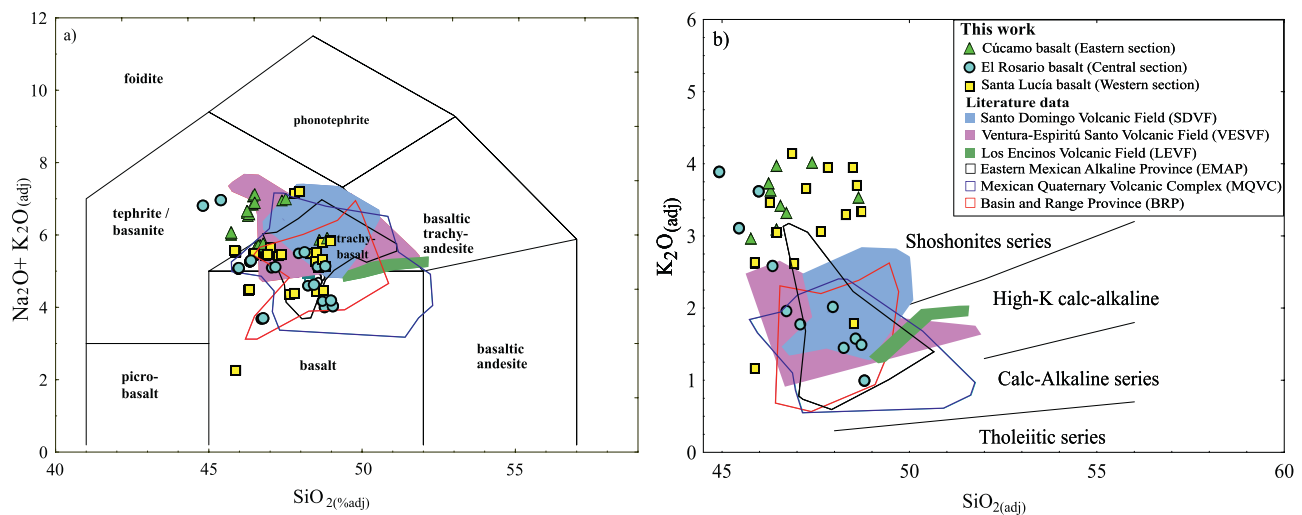 a)
12
10
8
6
4
2
0
Na2O+ K2O(adj)
40
45
50
55
SiO2(%adj)
foidite
phonotephrite
tephrite /
basanite
trachy-
basalt
basaltic
trachy-
andesite
picro-
basalt
basalt
basaltic
andesite
b)
6
5
4
3
2
1
0
K2O(adj)
45
50
55
60
SiO2(adj)
This work
Cúcamo basalt (Eastern section)
El Rosario basalt (Central section)
Santa Lucía basalt (Western section)
Literature data
Santo Domingo Volcanic Field (SDVF)
Ventura-Espiritú Santo Volcanic Field (VESVF)
Los Encinos Volcanic Field (LEVF)
Eastern Mexican Alkaline Province (EMAP)
Mexican Quaternary Volcanic Complex (MQVC)
Basin and Range Province (BRP)
Shoshonites series
High-K calc-alkaline
Calc-Alkaline series
Tholeiitic series